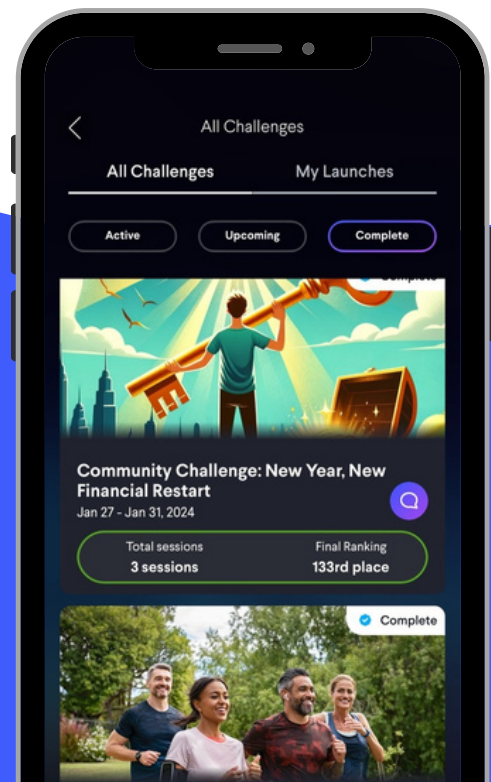 All Challenges
All Challenges
My Launches
Active
Upcoming
Complete
Complete
Community Challenge: New Year, New
Financial Restart
Jan 27 - Jan 31, 2024
Total sessions
Final Ranking
3 sessions
133rd place
Complete